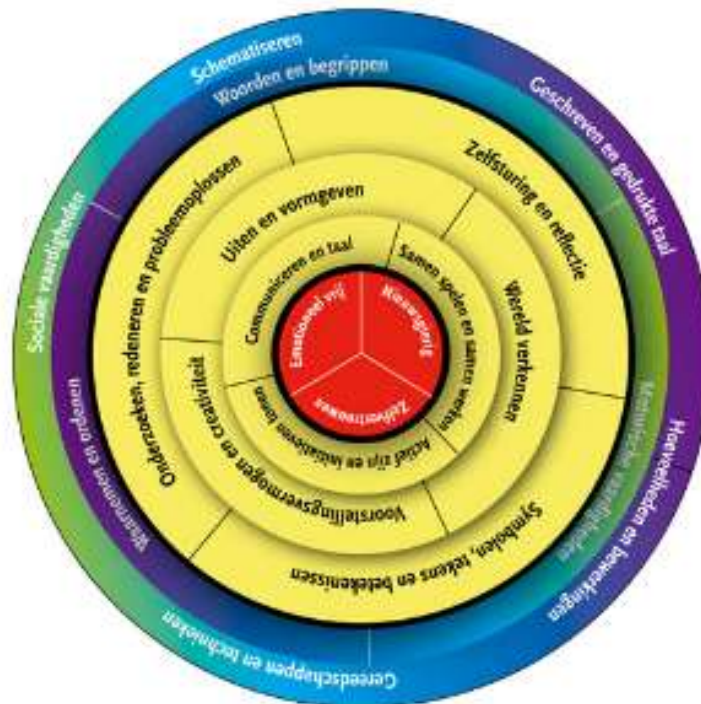 Schematiseren
Geschreven en gedrukte taal
Hoeveelheden en bewerkingen
Gereedschappen en technieken
Sociale vaardigheden
Woorden en begrippen
Motorische vaardigheden
Waarnemen en ordenen
Zelfsturing en reflectie
Symbolen, tekens en betekenissen
Onderzoeken, redeneren en probleemoplossen
Uiten en vormgeven
Wereld verkennen
Voorstellingsvermogen en creativiteit
Communiceren en taal
Samen spelen en samen werken
Actief zijn en initiatieven tonen
Emotioneel vrij
Nieuwsgierig
Zelfvertrouwen